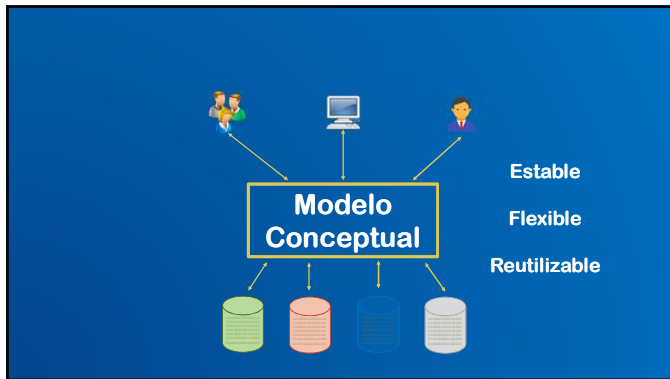 Modelo
Conceptual
Estable
Flexible
Reutilizable